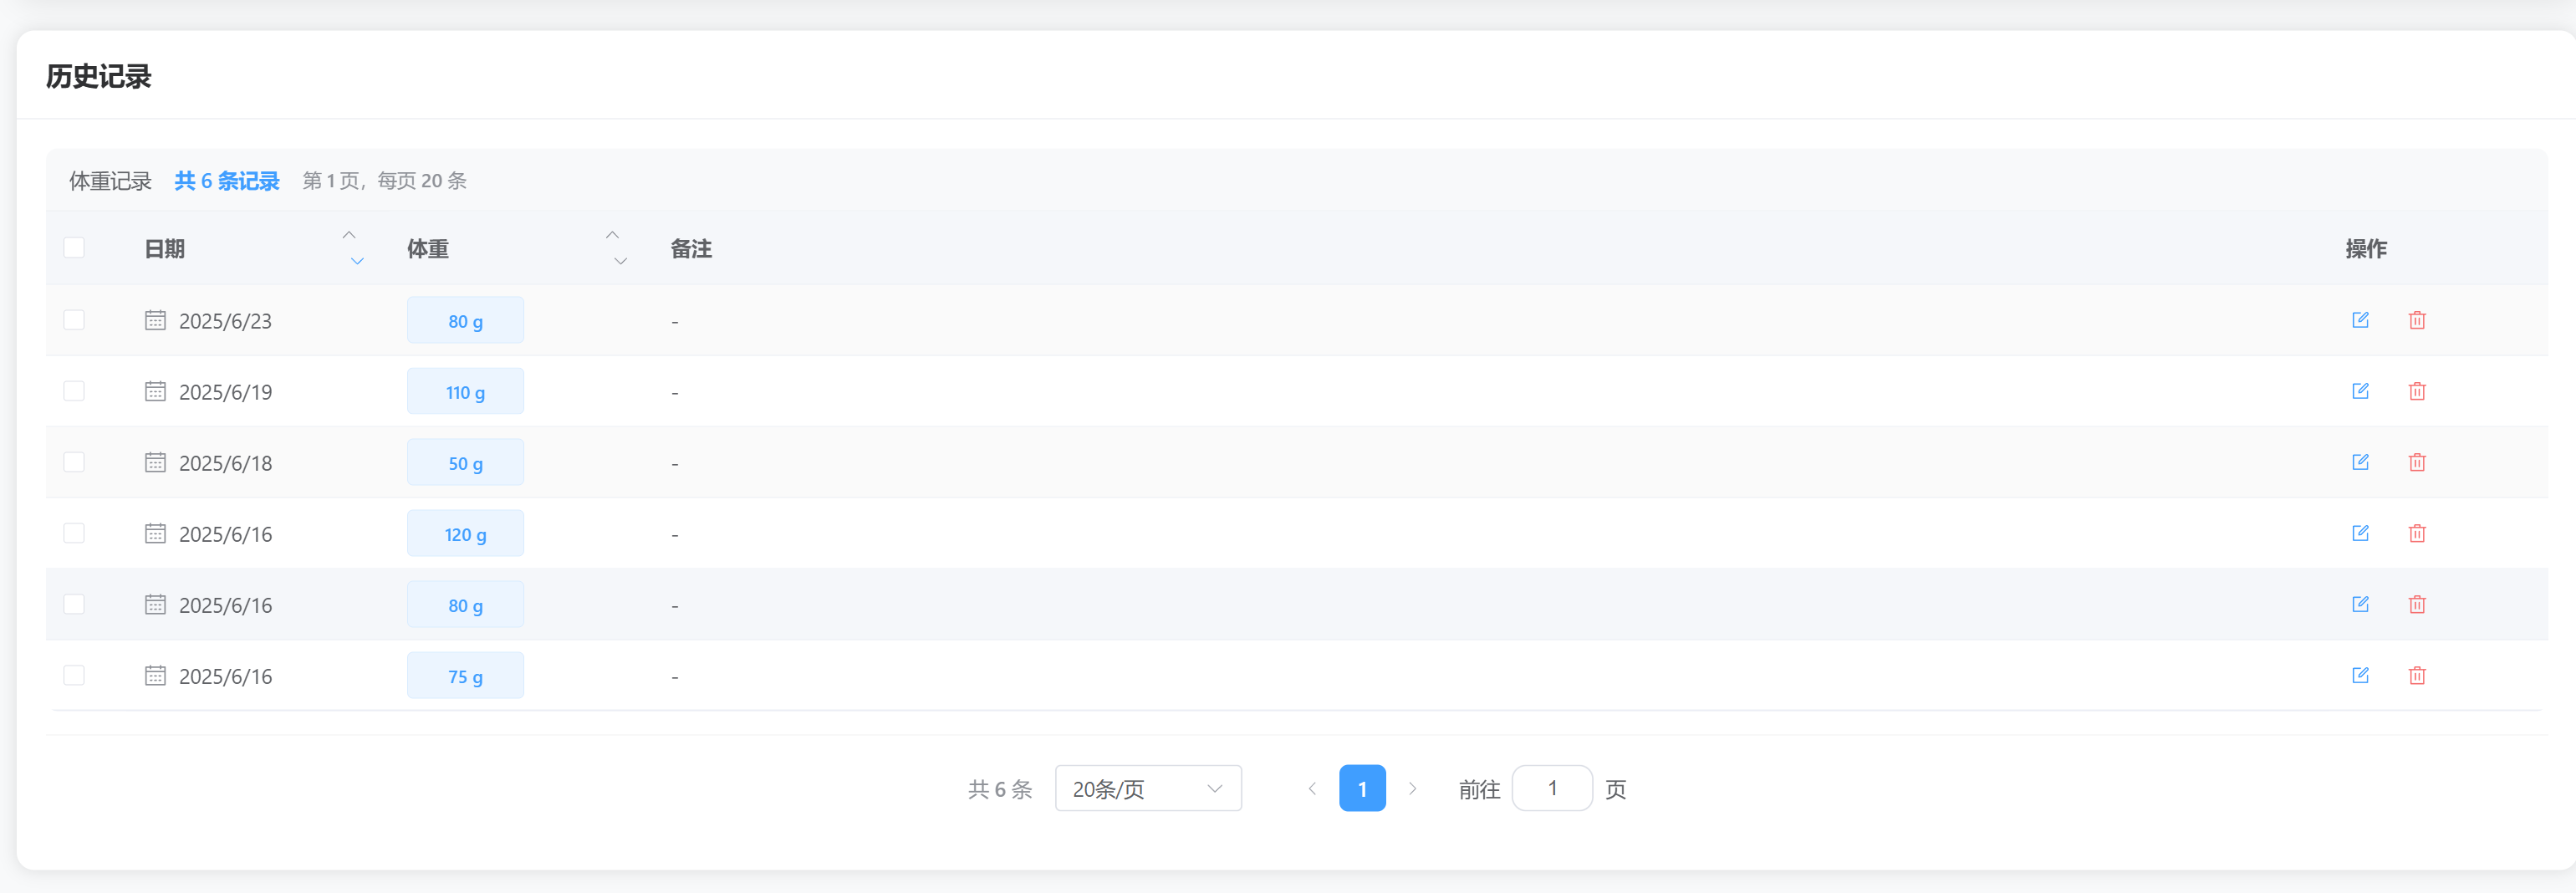 历史记录
体重记录 共 6 条记录 第 1 页，每页 20 条
日期 体重 备注 操作
2025/6/23 80 g -
2025/6/19 110 g -
2025/6/18 50 g -
2025/6/16 120 g -
2025/6/16 80 g -
2025/6/16 75 g -
共 6 条 20条/页 1 前往 1 页